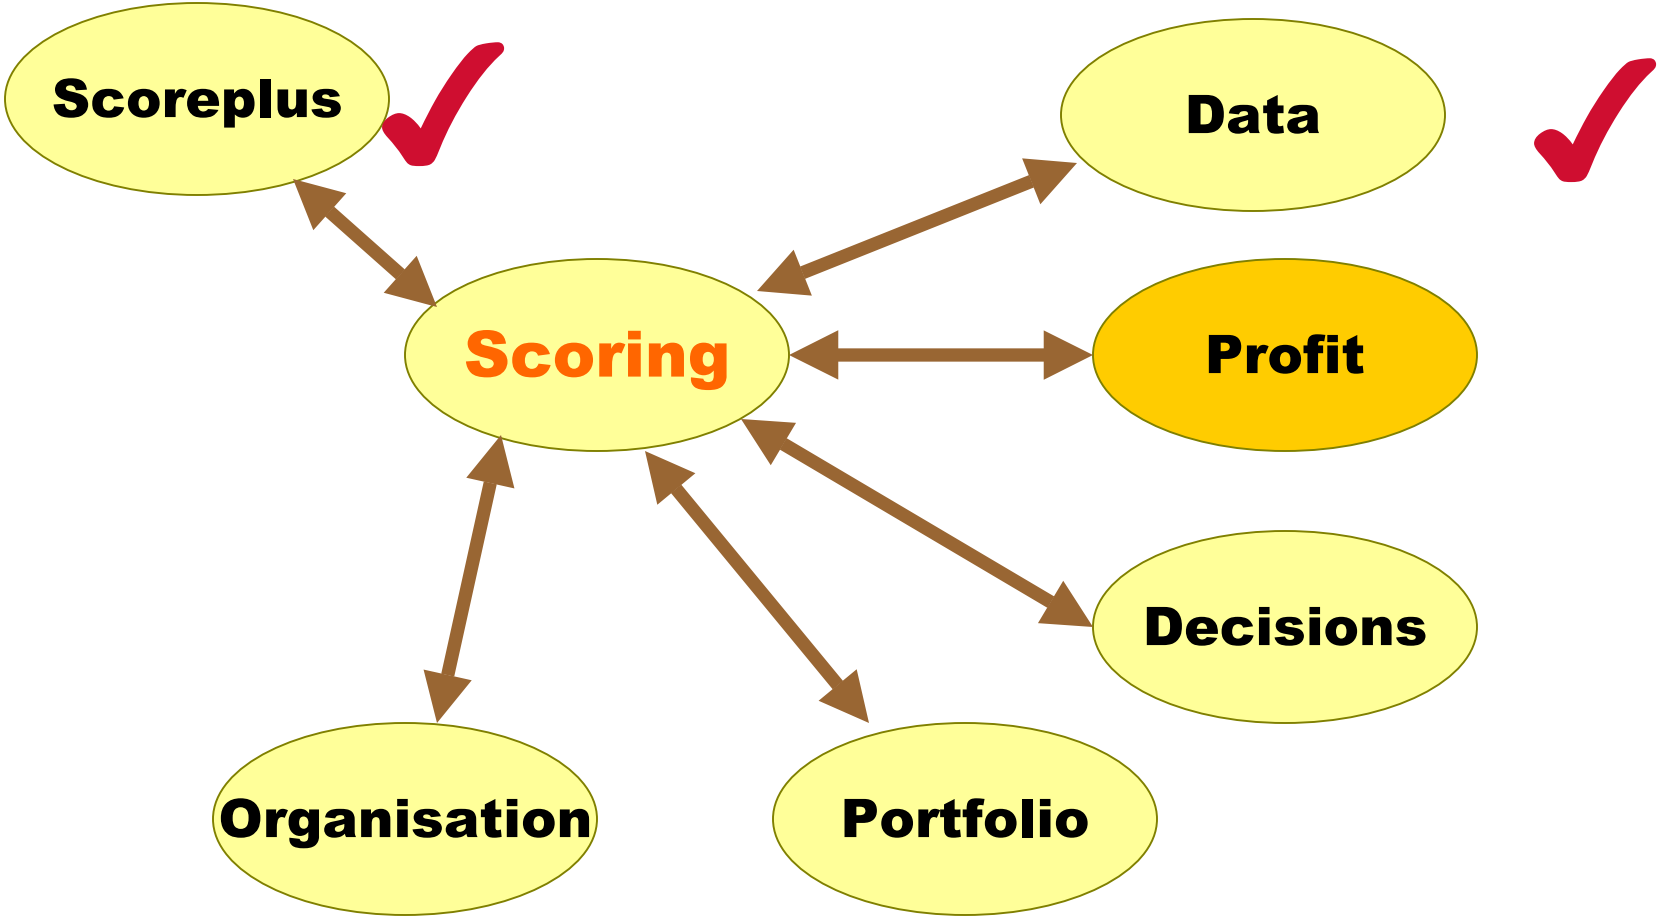 Scoreplus
Data
Scoring
Profit
Decisions
Organisation
Portfolio